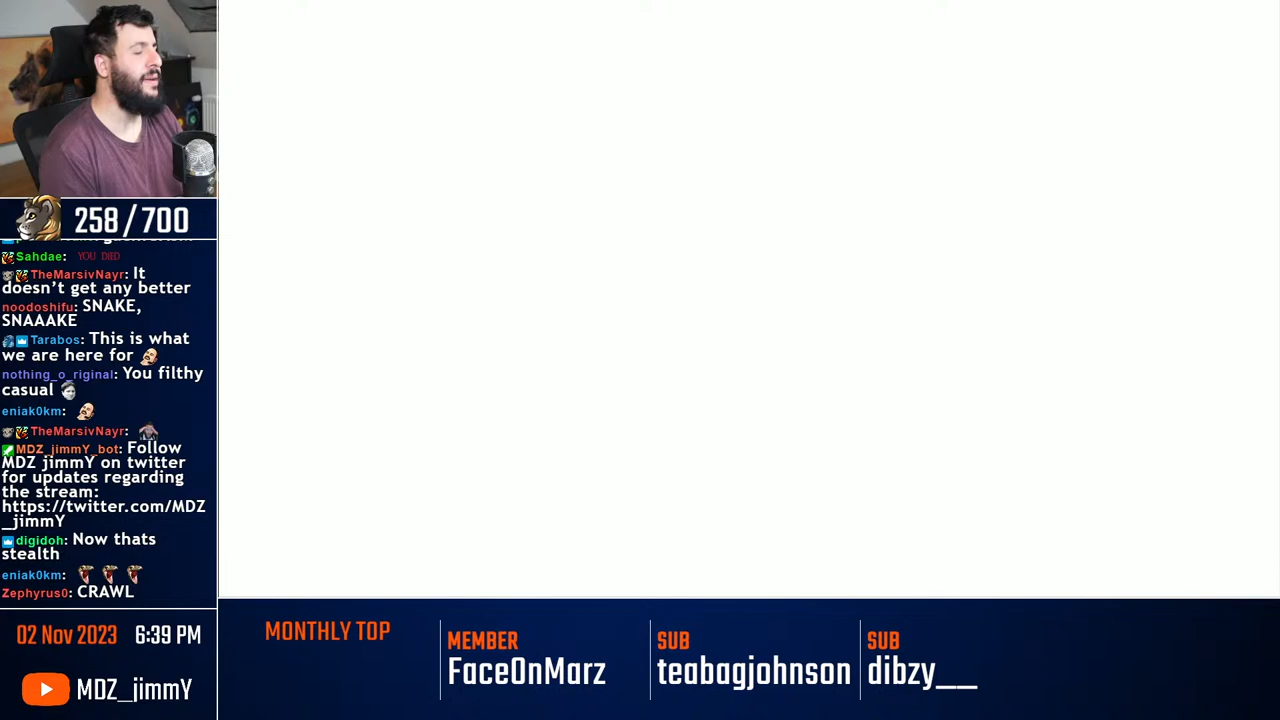 258 / 700
Sahdae: YOU DIED
TheMarsivNayr: It
doesn't get any better
noodoshifu: SNAKE,
SNAAAKE
Tarabos: This is what
we are here for
nothing_o_riginal: You filthy
casual
eniak0km:
TheMarsivNayr:
MDZ_jimmY_bot: Follow
MDZ jimmY on twitter
for updates regarding
the stream:
https://twitter.com/MDZ
_jimmY
digidoh: Now thats
stealth
eniak0km:
Zephyrus0: CRAWL
02 Nov 2023 6:39 PM
MDZ_jimmY
MONTHLY TOP
MEMBER
FaceOnMarz
SUB
teabagjohnson
SUB
dibzy__